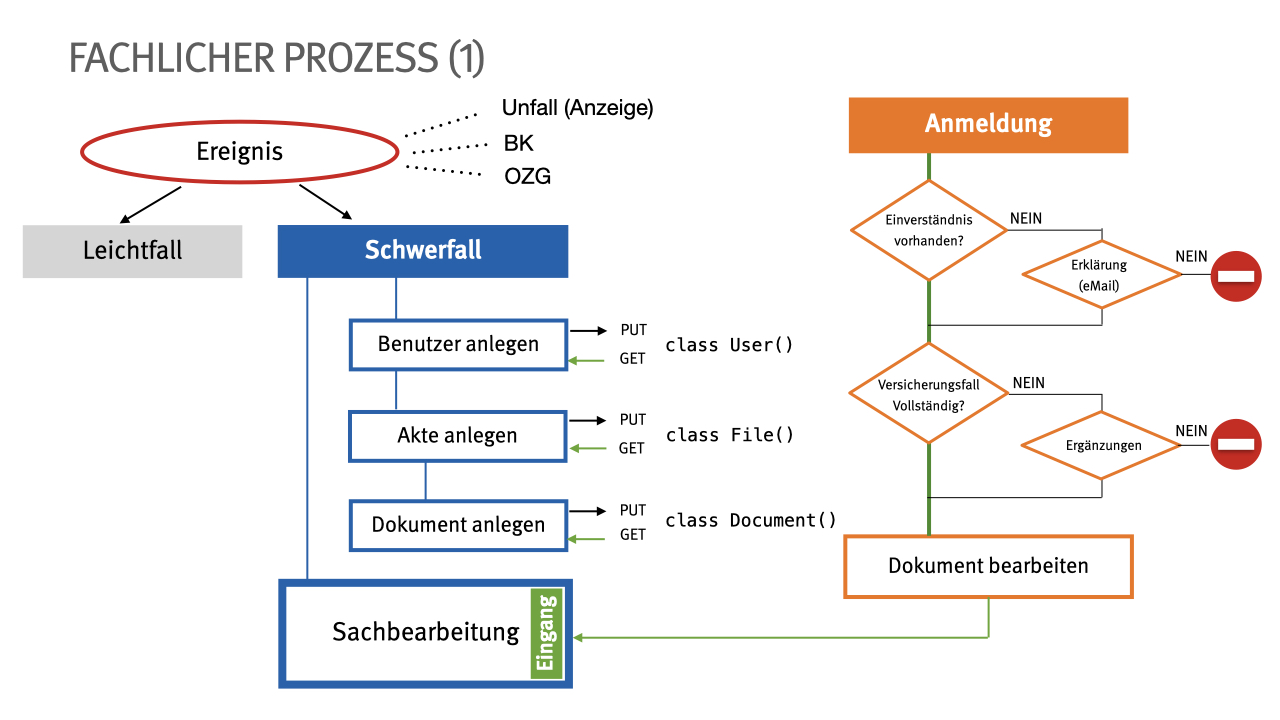 FACHLICHER PROZESS (1)
Ereignis
Unfall (Anzeige)
BK
OZG
Leichtfall
Schwerfall
Benutzer anlegen
PUT
GET
class User()
Akte anlegen
PUT
GET
class File()
Dokument anlegen
PUT
GET
class Document()
Sachbearbeitung
Eingang
Anmeldung
Einverständnis
vorhanden?
NEIN
Erklärung
(eMail)
NEIN
Versicherungsfall
Vollständig?
NEIN
Ergänzungen
NEIN
Dokument bearbeiten